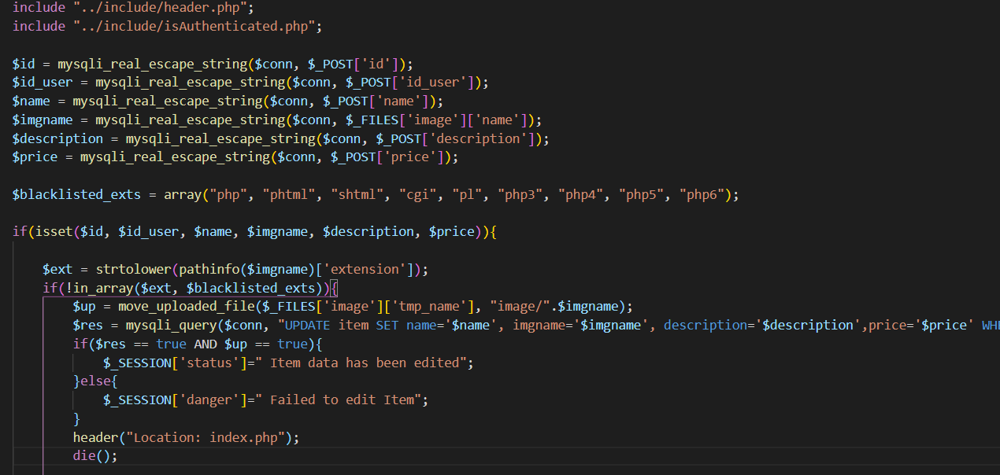 include "../include/header.php";
include "../include/isAuthenticated.php";
$id = mysqli_real_escape_string($conn, $_POST['id']);
$id_user = mysqli_real_escape_string($conn, $_POST['id_user']);
$name = mysqli_real_escape_string($conn, $_POST['name']);
$imgname = mysqli_real_escape_string($conn, $_FILES['image']['name']);
$description = mysqli_real_escape_string($conn, $_POST['description']);
$price = mysqli_real_escape_string($conn, $_POST['price']);
$blacklisted_exts = array("php", "phtml", "shtml", "cgi", "pl", "php3", "php4", "php5", "php6");
if(isset($id, $id_user, $name, $imgname, $description, $price)){
$ext = strtolower(pathinfo($imgname)['extension']);
if(!in_array($ext, $blacklisted_exts)){
$up = move_uploaded_file($_FILES['image']['tmp_name'], "image/".$imgname);
$res = mysqli_query($conn, "UPDATE item SET name='$name', imgname='$imgname', description='$description',price='$price' WH
if($res == true AND $up == true){
$_SESSION['status']=" Item data has been edited";
}else{
$_SESSION['danger']=" Failed to edit Item";
}
header("Location: index.php");
die();